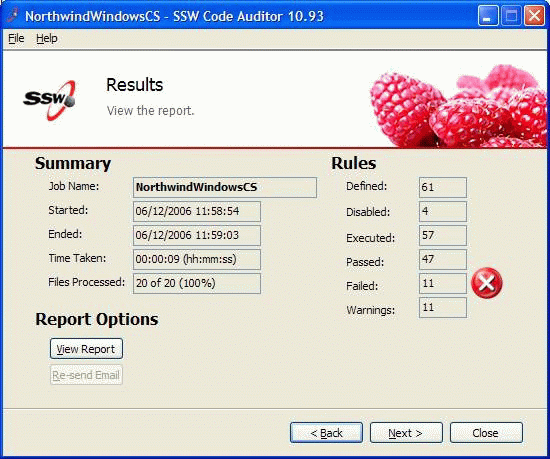 NorthwindWindowsCS - SSW Code Auditor 10.93
File Help
SSW
Results
View the report.
Summary
Job Name: NorthwindWindowsCS
Started: 06/12/2006 11:58:54
Ended: 06/12/2006 11:59:03
Time Taken: 00:00:09 (hh:mm:ss)
Files Processed: 20 of 20 (100%)
Rules
Defined: 61
Disabled: 4
Executed: 57
Passed: 47
Failed: 11
Warnings: 11
Report Options
View Report
Re-send Email
< Back Next > Close